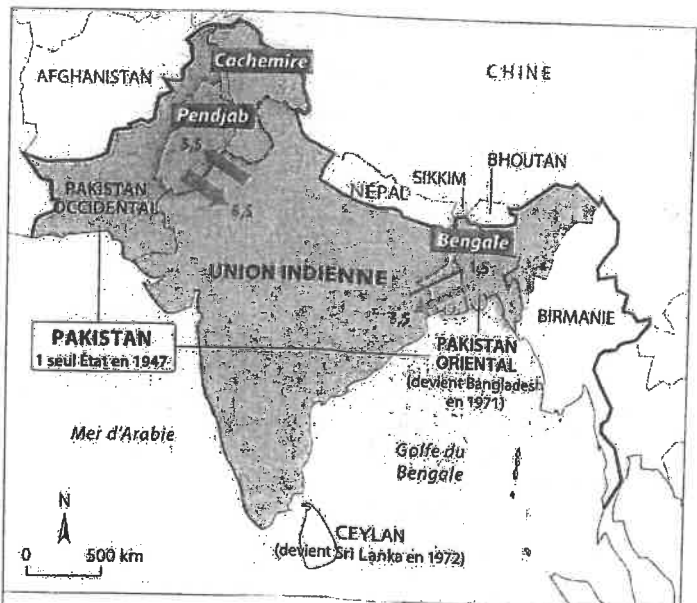 AFGHANISTAN
Cachemire
CHINE
Pendjab
5,5
6,5
PAKISTAN
OCCIDENTAL
NÉPAL
SIKKIM
BHOUTAN
Bengale
1,5
UNION INDIENNE
BIRMANIE
PAKISTAN
1 seul État en 1947
PAKISTAN
ORIENTAL
(devient Bangladesh
en 1971)
Mer d'Arabie
Golfe du
Bengale
N
0 500 km
CEYLAN
(devient Sri Lanka en 1972)